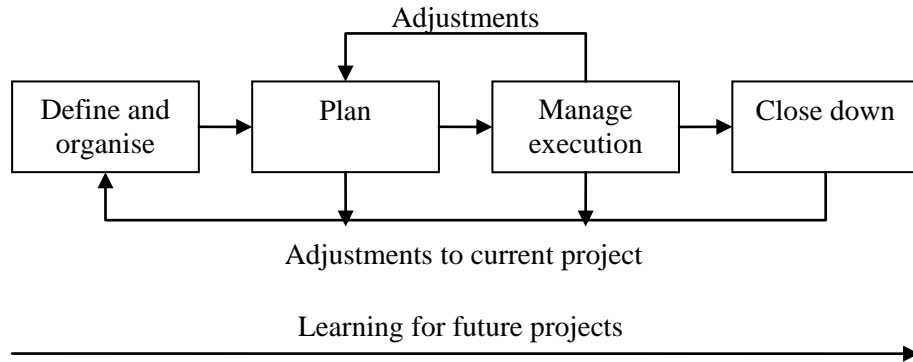 Adjustments
Define and
organise
Plan
Manage
execution
Close down
Adjustments to current project
Learning for future projects